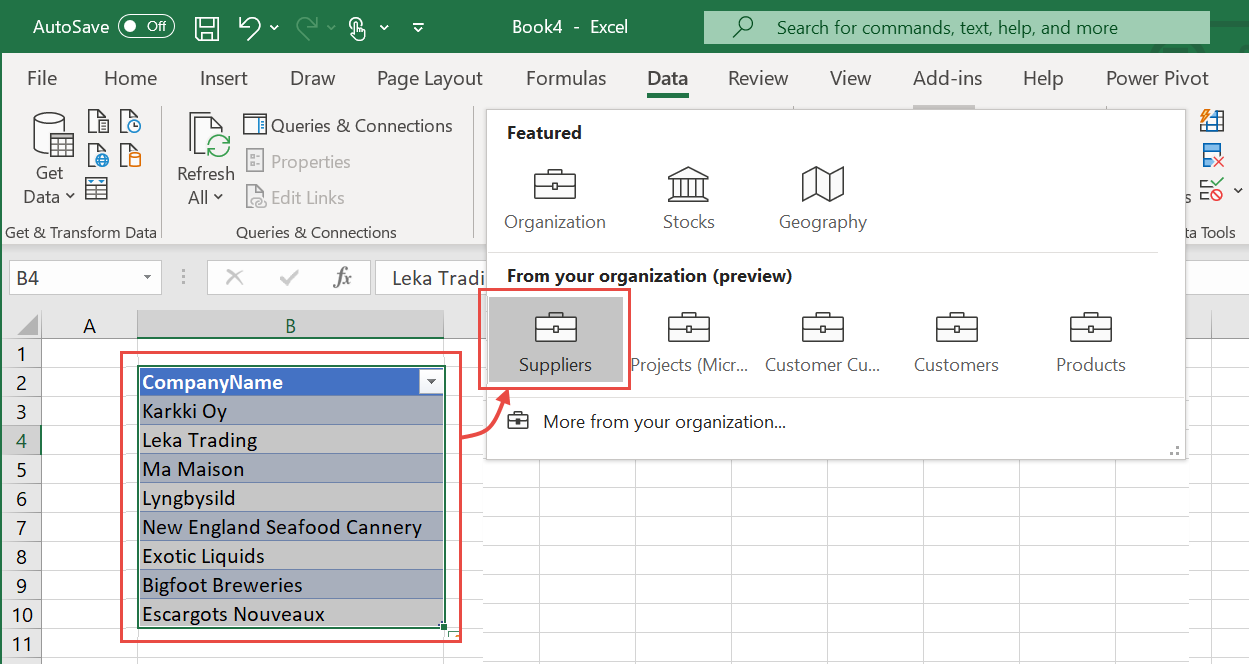 AutoSave Off Book4 - Excel Search for commands, text, help, and more
File Home Insert Draw Page Layout Formulas Data Review View Add-ins Help Power Pivot
Get
Data
Refresh
All
Queries & Connections
Properties
Edit Links
Get & Transform Data
Queries & Connections
ta Tools
Featured
Organization Stocks Geography
From your organization (preview)
Suppliers Projects (Micr... Customer Cu... Customers Products
More from your organization...
B4 fx Leka Tradi
A B
1
2 CompanyName
3 Karkki Oy
4 Leka Trading
5 Ma Maison
6 Lyngbysild
7 New England Seafood Cannery
8 Exotic Liquids
9 Bigfoot Breweries
10 Escargots Nouveaux
11